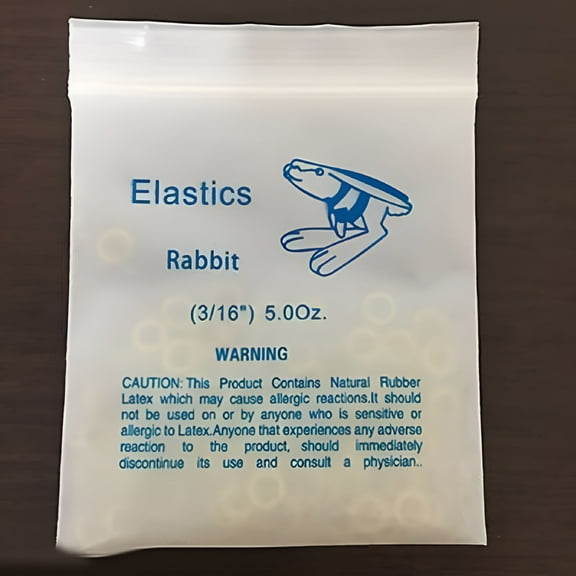 Elastics
Rabbit
(3/16") 5.0Oz.
WARNING
CAUTION: This Product Contains Natural Rubber
Latex which may cause allergic reactions.It should
not be used on or by anyone who is sensitive or
allergic to Latex.Anyone that experiences any adverse
reaction to the product, should immediately
discontinue its use and consult a physician..